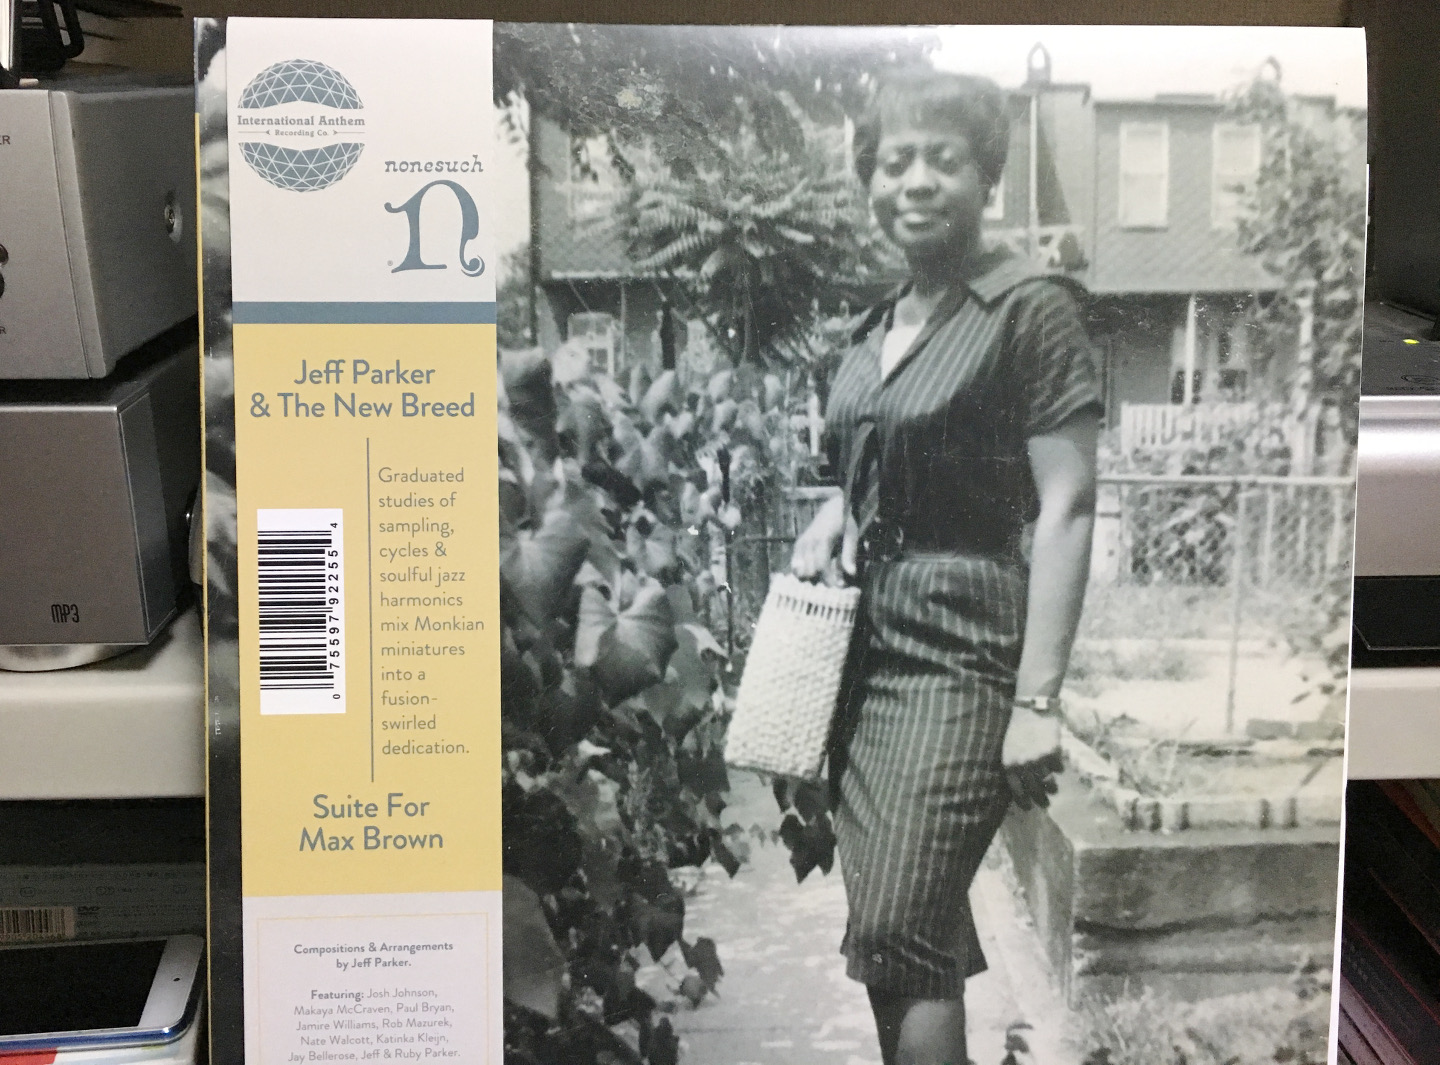 International Anthem
Recording Co.
nonesuch
n
Jeff Parker
& The New Breed
Graduated
studies of
sampling,
cycles &
soulful jazz
harmonics
mix Monkian
miniatures
into a
fusion-
swirled
dedication.
0 75597 92255 4
Suite For
Max Brown
Compositions & Arrangements
by Jeff Parker.
Featuring: Josh Johnson,
Makaya McCraven, Paul Bryan,
Jamire Williams, Rob Mazurek,
Nate Walcott, Katinka Kleijn,
Jay Bellerose, Jeff & Ruby Parker.
MP3